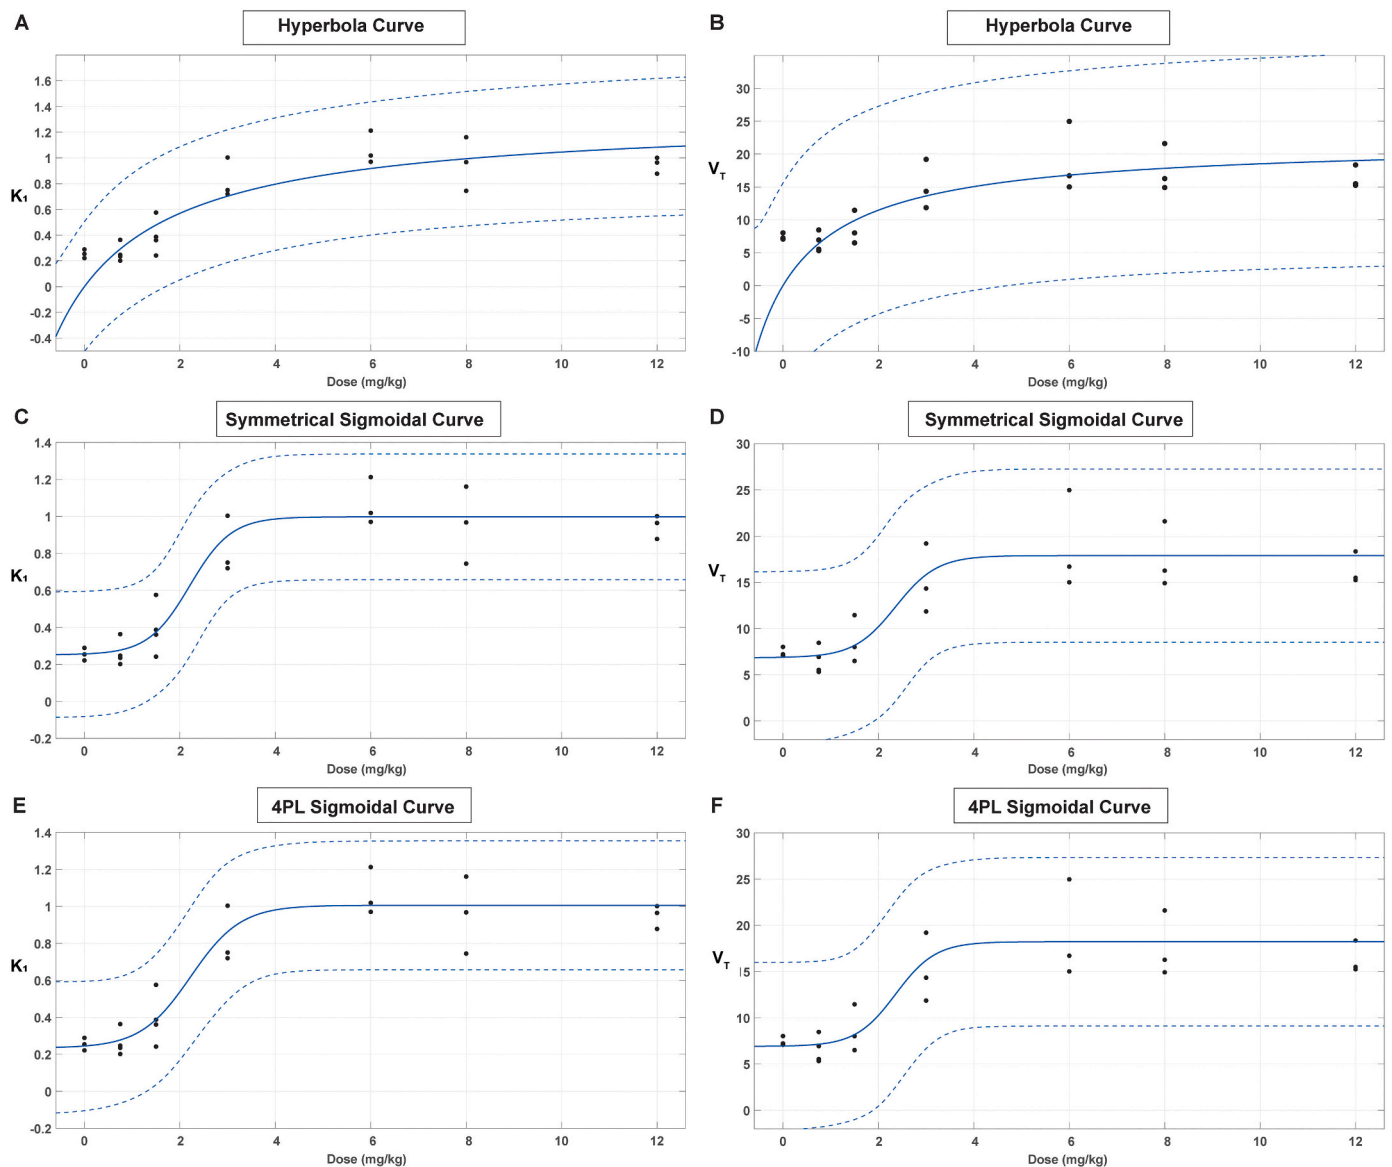 A
Hyperbola Curve
K₁
1.6
1.4
1.2
1
0.8
0.6
0.4
0.2
0
-0.2
-0.4
0 2 4 6 8 10 12
Dose (mg/kg)
B
Hyperbola Curve
V_T
30
25
20
15
10
5
0
5
-10
0 2 4 6 8 10 12
Dose (mg/kg)
C
Symmetrical Sigmoidal Curve
K₁
1.4
1.2
1
0.8
0.6
0.4
0.2
0
-0.2
0 2 4 6 8 10 12
Dose (mg/kg)
D
Symmetrical Sigmoidal Curve
V_T
30
25
20
15
10
5
0
0 2 4 6 8 10 12
Dose (mg/kg)
E
4PL Sigmoidal Curve
K₁
1.4
1.2
1
0.8
0.6
0.4
0.2
0
-0.2
0 2 4 6 8 10 12
Dose (mg/kg)
F
4PL Sigmoidal Curve
V_T
30
25
20
15
10
5
0
0 2 4 6 8 10 12
Dose (mg/kg)